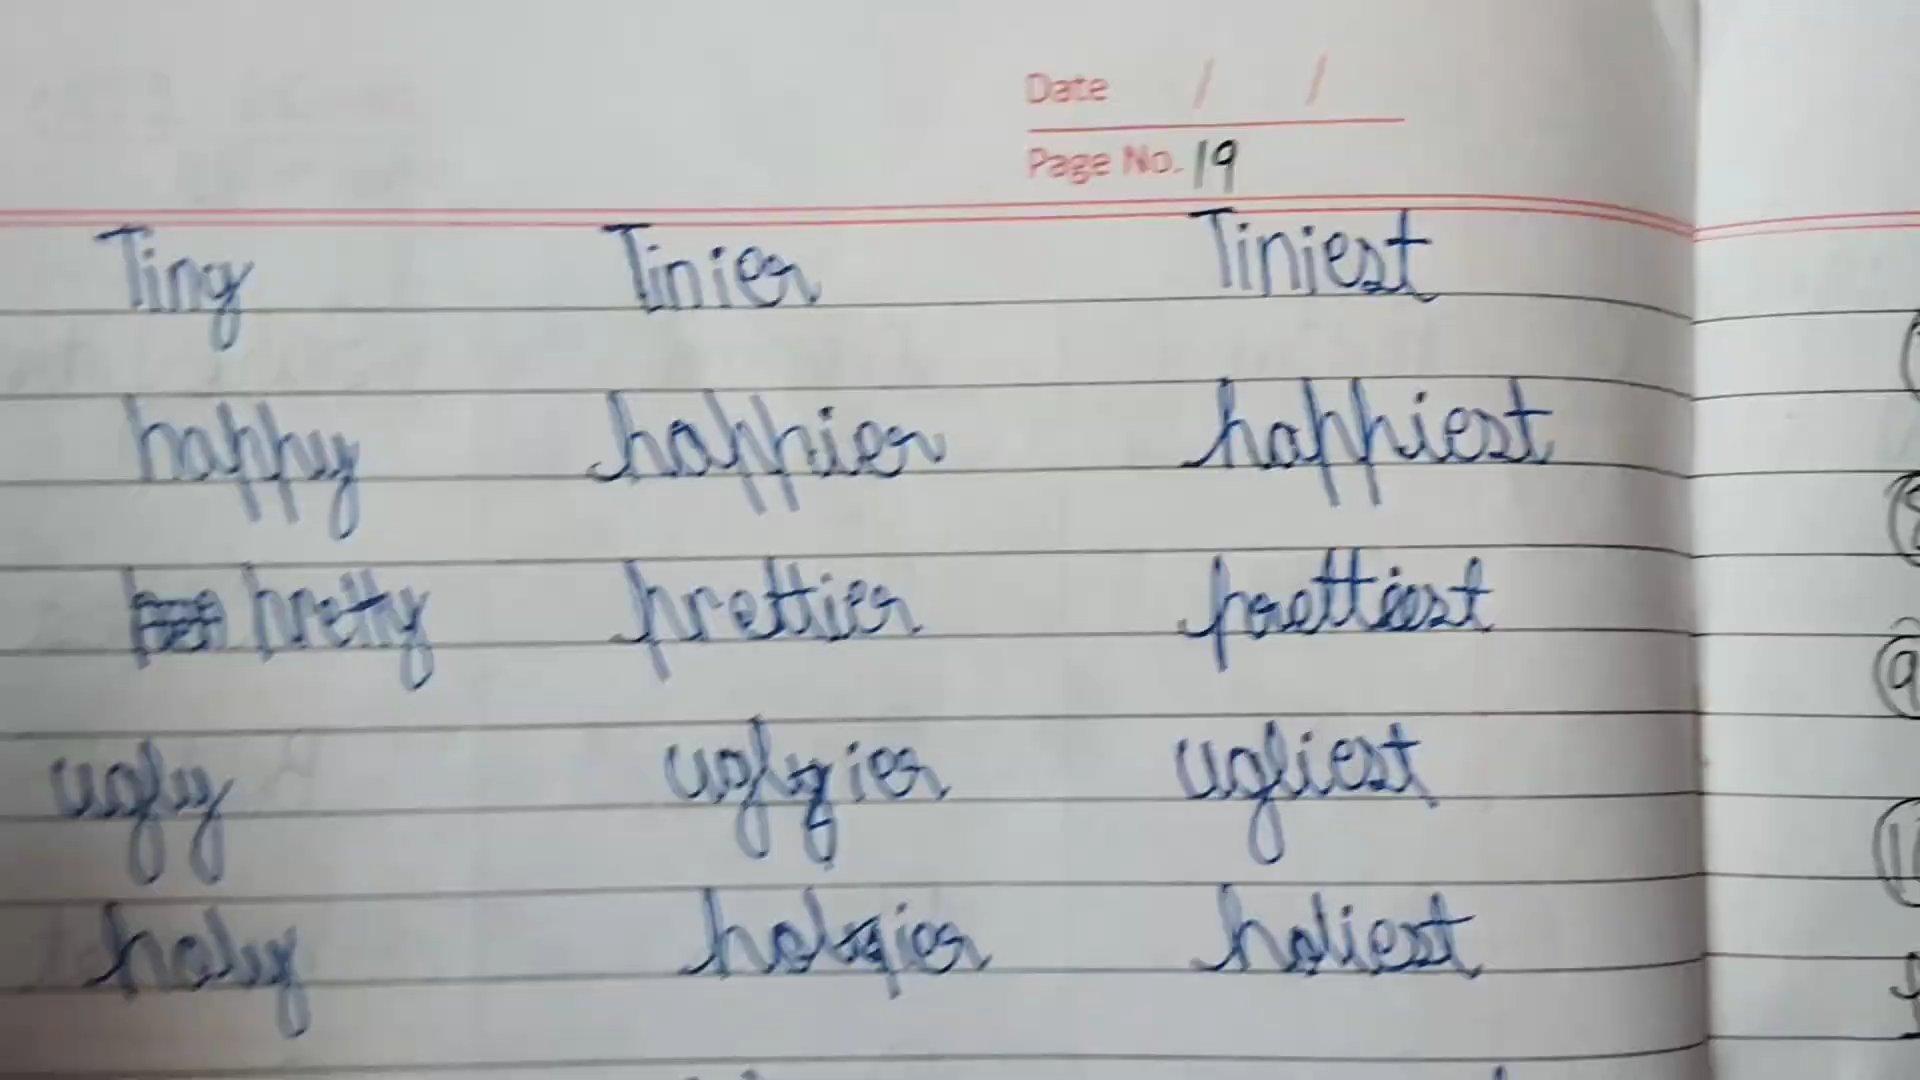 Date / /
Page No. 19
Tiny Tinier Tiniest
happy happier happiest
pretty prettier prettiest
ugly uglier ugliest
holy holier holiest